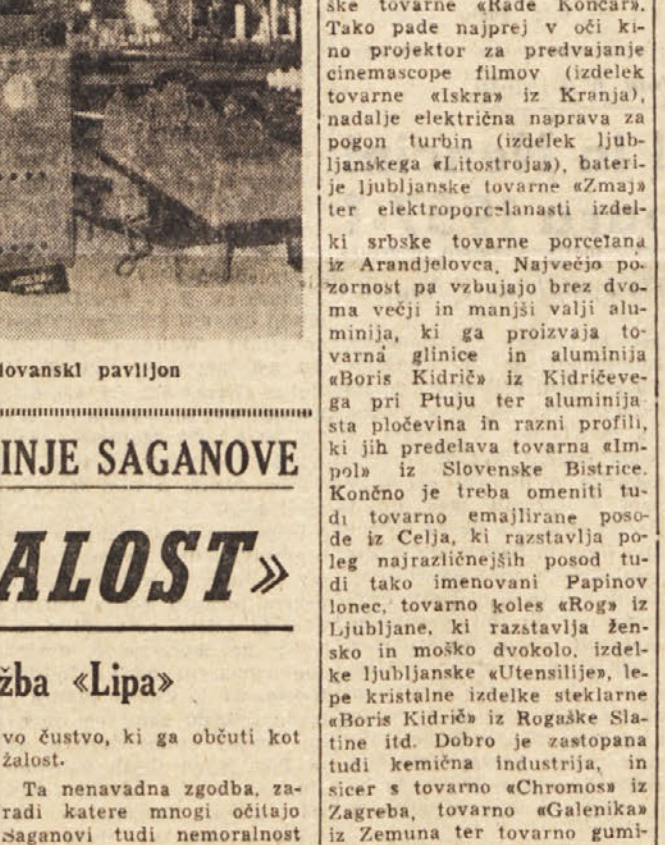 lovanski paviljon
INJE SAGANOVE
ALOST»
žba «Lipa»
vo čustvo, ki ga občuti kot
žalost.
Ta nenavadna zgodba, za-
radi katere mnogi očitajo
Saganovi tudi nemoralnost
ške tovarne «Rade Končar».
Tako pade najprej v oči ki-
no projektor za predvajanje
cinemascope filmov (izdelek
tovarne «Iskra» iz Kranja),
nadalje električna naprava za
pogon turbin (izdelek ljub-
ljanskega «Litostroja»), bateri-
je ljubljanske tovarne «Zmaj»
ter elektroporcelanasti izdel-
ki srbske tovarne porcelana
iz Arandjelovca. Največjo po-
zornost pa vzbujajo brez dvo-
ma večji in manjši valji alu-
minija, ki ga proizvaja to-
varna glinice in aluminija
«Boris Kidrič» iz Kidričeve-
ga pri Ptuju ter aluminija-
sta pločevina in razni profili,
ki jih predelava tovarna «Im-
pol» iz Slovenske Bistrice.
Končno je treba omeniti tu-
di tovarno emajlirane poso-
de iz Celja, ki razstavlja po-
leg najrazličnejših posod tu-
di tako imenovani Papinov
lonec, tovarno koles «Rog» iz
Ljubljane, ki razstavlja žen-
sko in moško dvokolo, izdel-
ke ljubljanske «Utensilije», le-
pe kristalne izdelke steklarne
«Boris Kidrič» iz Rogaške Sla-
tine itd. Dobro je zastopana
tudi kemična industrija, in
sicer s tovarno «Chromos» iz
Zagreba, tovarno «Galenika»
iz Zemuna ter tovarno gumi-